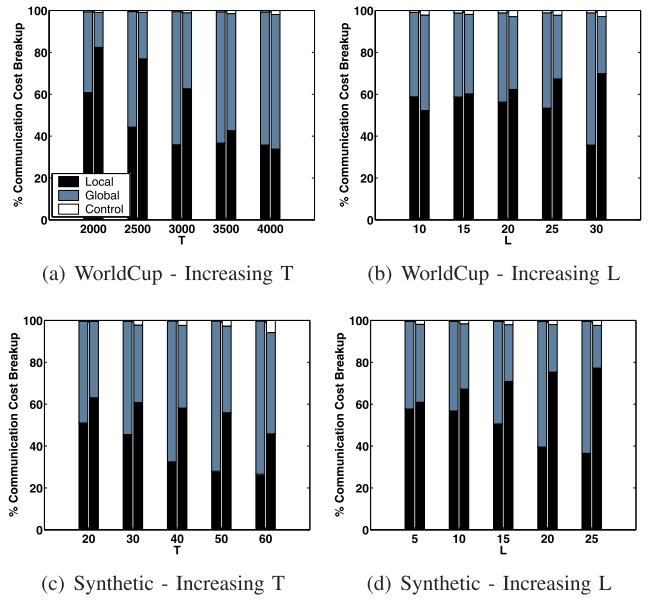 % Communication Cost Breakup
100
80
60
40
20
0
Local
Global
Control
2000 2500 3000 3500 4000
T
(a) WorldCup - Increasing T
% Communication Cost Breakup
100
80
60
40
20
0
10 15 20 25 30
L
(b) WorldCup - Increasing L
% Communication Cost Breakup
100
80
60
40
20
0
20 30 40 50 60
T
(c) Synthetic - Increasing T
% Communication Cost Breakup
100
80
60
40
20
0
5 10 15 20 25
L
(d) Synthetic - Increasing L